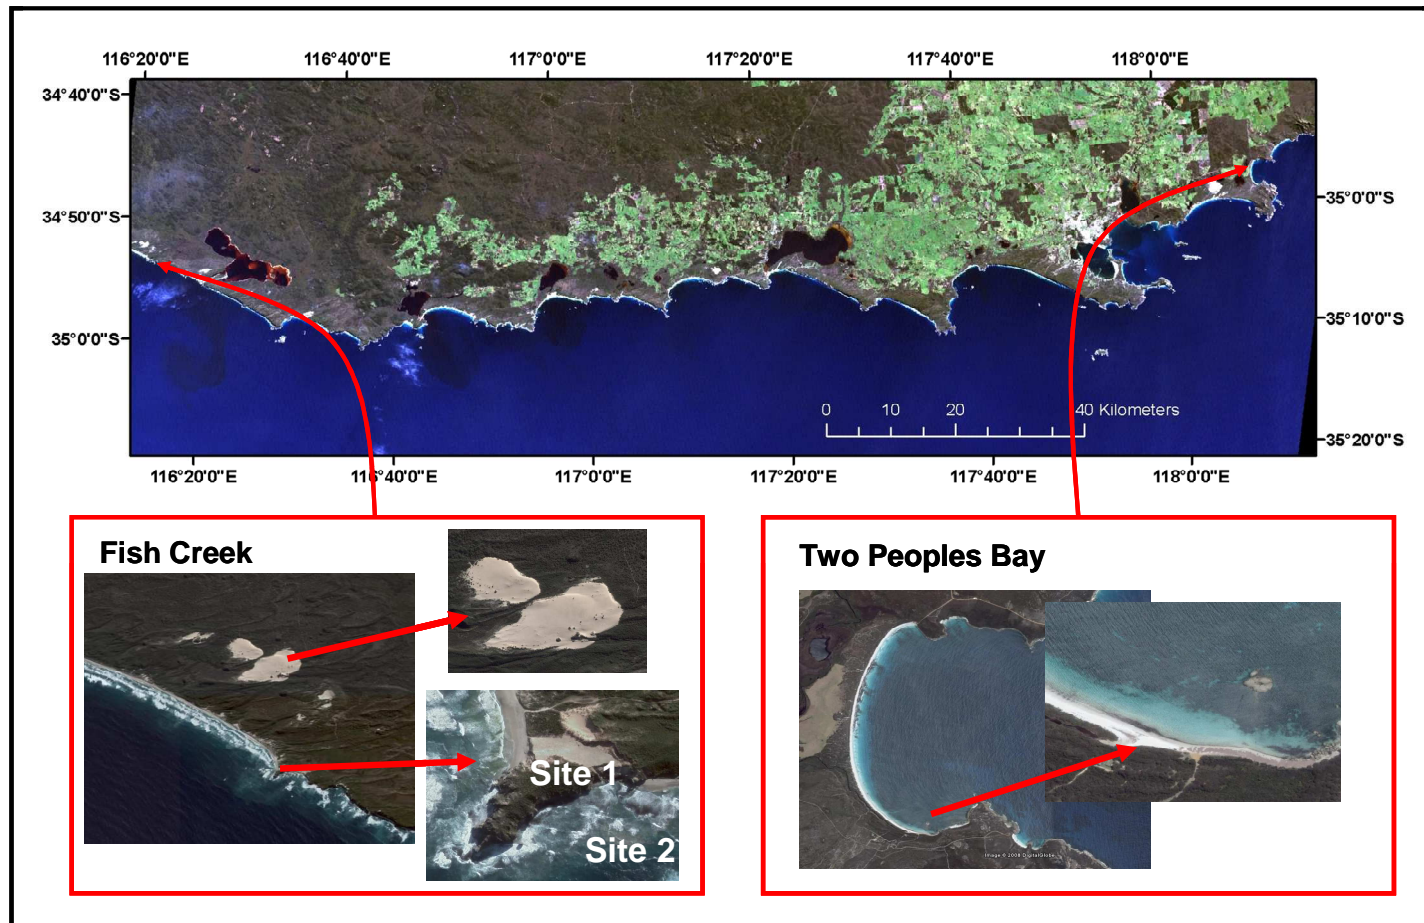 116°20'0"E 116°40'0"E 117°0'0"E 117°20'0"E 117°40'0"E 118°0'0"E
34°40'0"S
34°50'0"S
35°0'0"S
35°0'0"S
35°10'0"S
35°20'0"S
0 10 20 40 Kilometers
116°20'0"E 116°40'0"E 117°0'0"E 117°20'0"E 117°40'0"E 118°0'0"E
Fish Creek
Site 1
Site 2
Two Peoples Bay
Image © 2008 DigitalGlobe